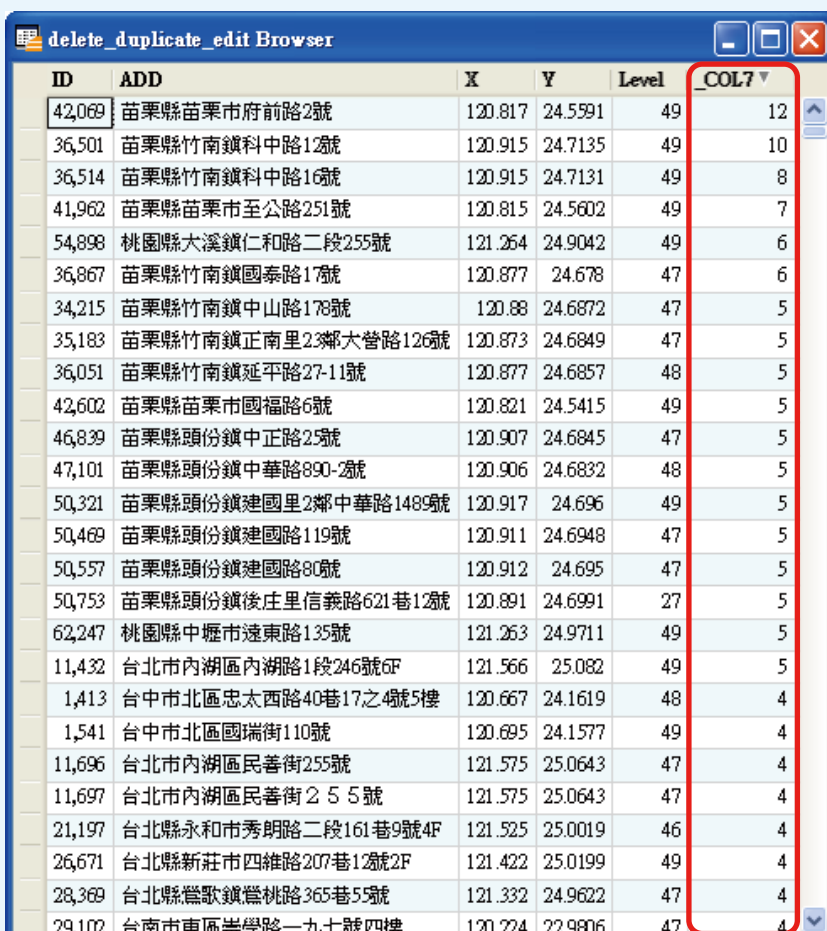 delete_duplicate_edit Browser
ID ADD X Y Level _COL7
42,069 苗栗縣苗栗市府前路2號 120.817 24.5591 49 12
36,501 苗栗縣竹南鎮科中路12號 120.915 24.7135 49 10
36,514 苗栗縣竹南鎮科中路16號 120.915 24.7131 49 8
41,962 苗栗縣苗栗市至公路251號 120.815 24.5602 49 7
54,898 桃園縣大溪鎮仁和路二段255號 121.264 24.9042 49 6
36,867 苗栗縣竹南鎮國泰路17號 120.877 24.678 47 6
34,215 苗栗縣竹南鎮中山路178號 120.88 24.6872 47 5
35,183 苗栗縣竹南鎮正南里23鄰大營路126號 120.873 24.6849 47 5
36,051 苗栗縣竹南鎮延平路27-11號 120.877 24.6857 48 5
42,602 苗栗縣苗栗市國福路6號 120.821 24.5415 49 5
46,839 苗栗縣頭份鎮中正路25號 120.907 24.6845 47 5
47,101 苗栗縣頭份鎮中華路890-2號 120.906 24.6832 48 5
50,321 苗栗縣頭份鎮建國里2鄰中華路1489號 120.917 24.696 49 5
50,469 苗栗縣頭份鎮建國路119號 120.911 24.6948 47 5
50,557 苗栗縣頭份鎮建國路80號 120.912 24.695 47 5
50,753 苗栗縣頭份鎮後庄里信義路621巷12號 120.891 24.6991 27 5
62,247 桃園縣中壢市遠東路135號 121.263 24.9711 49 5
11,432 台北市內湖區內湖路1段246號6F 121.566 25.082 49 5
1,413 台中市北區忠太西路40巷17之4號5樓 120.667 24.1619 48 4
1,541 台中市北區國瑞街110號 120.695 24.1577 49 4
11,696 台北市內湖區民善街255號 121.575 25.0643 47 4
11,697 台北市內湖區民善街２５５號 121.575 25.0643 47 4
21,197 台北縣永和市秀朗路二段161巷9號4F 121.525 25.0019 46 4
26,671 台北縣新莊市四維路207巷12號2F 121.422 25.0199 49 4
28,369 台北縣鶯歌鎮鶯桃路365巷55號 121.332 24.9622 47 4
29,102 台南市東區崇學路一九七號四樓 120.224 22.9806 47 4